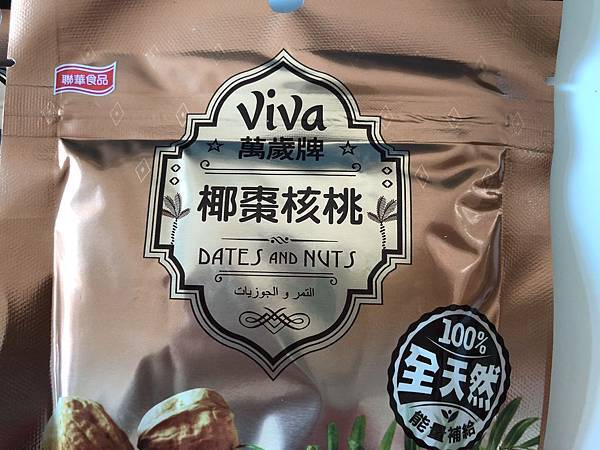 聯華食品
ViVa
萬歲牌
椰棗核桃
DATES AND NUTS
التمر و الجوزيات
100%
全天然
能量補給